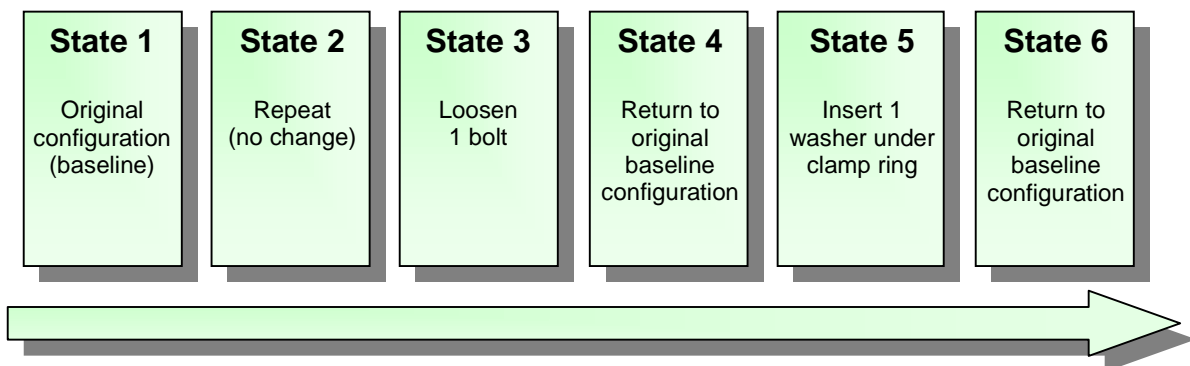 State 1
Original
configuration
(baseline)
State 2
Repeat
(no change)
State 3
Loosen
1 bolt
State 4
Return to
original
baseline
configuration
State 5
Insert 1
washer under
clamp ring
State 6
Return to
original
baseline
configuration